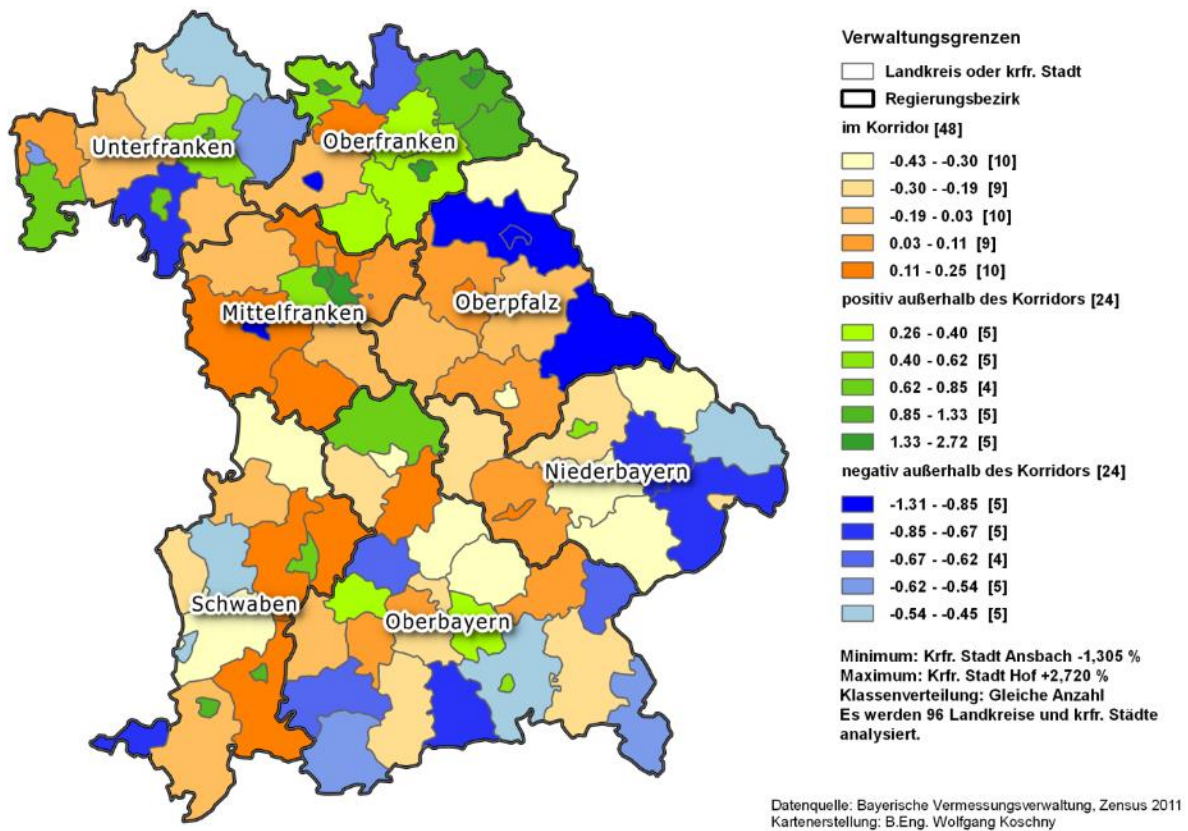 Unterfranken
Oberfranken
Mittelfranken
Oberpfalz
Niederbayern
Schwaben
Oberbayern
Verwaltungsgrenzen
Landkreis oder krfr. Stadt
Regierungsbezirk
im Korridor [48]
-0.43 - -0.30 [10]
-0.30 - -0.19 [9]
-0.19 - 0.03 [10]
0.03 - 0.11 [9]
0.11 - 0.25 [10]
positiv außerhalb des Korridors [24]
0.26 - 0.40 [5]
0.40 - 0.62 [5]
0.62 - 0.85 [4]
0.85 - 1.33 [5]
1.33 - 2.72 [5]
negativ außerhalb des Korridors [24]
-1.31 - -0.85 [5]
-0.85 - -0.67 [5]
-0.67 - -0.62 [4]
-0.62 - -0.54 [5]
-0.54 - -0.45 [5]
Minimum: Krfr. Stadt Ansbach -1,305 %
Maximum: Krfr. Stadt Hof +2,720 %
Klassenverteilung: Gleiche Anzahl
Es werden 96 Landkreise und krfr. Städte
analysiert.
Datenquelle: Bayerische Vermessungsverwaltung, Zensus 2011
Kartenerstellung: B.Eng. Wolfgang Koschny